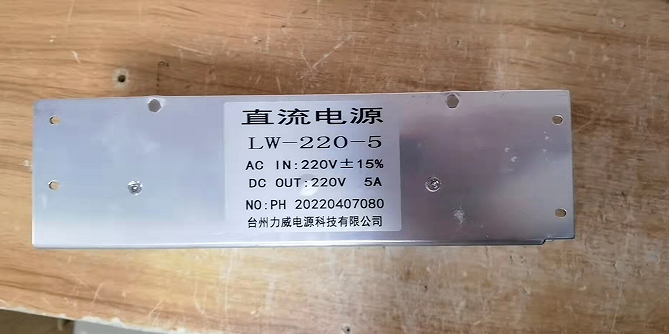 直流电源
LW-220-5
AC IN:220V±15%
DC OUT:220V 5A
NO:PH 20220407080
台州力威电源科技有限公司